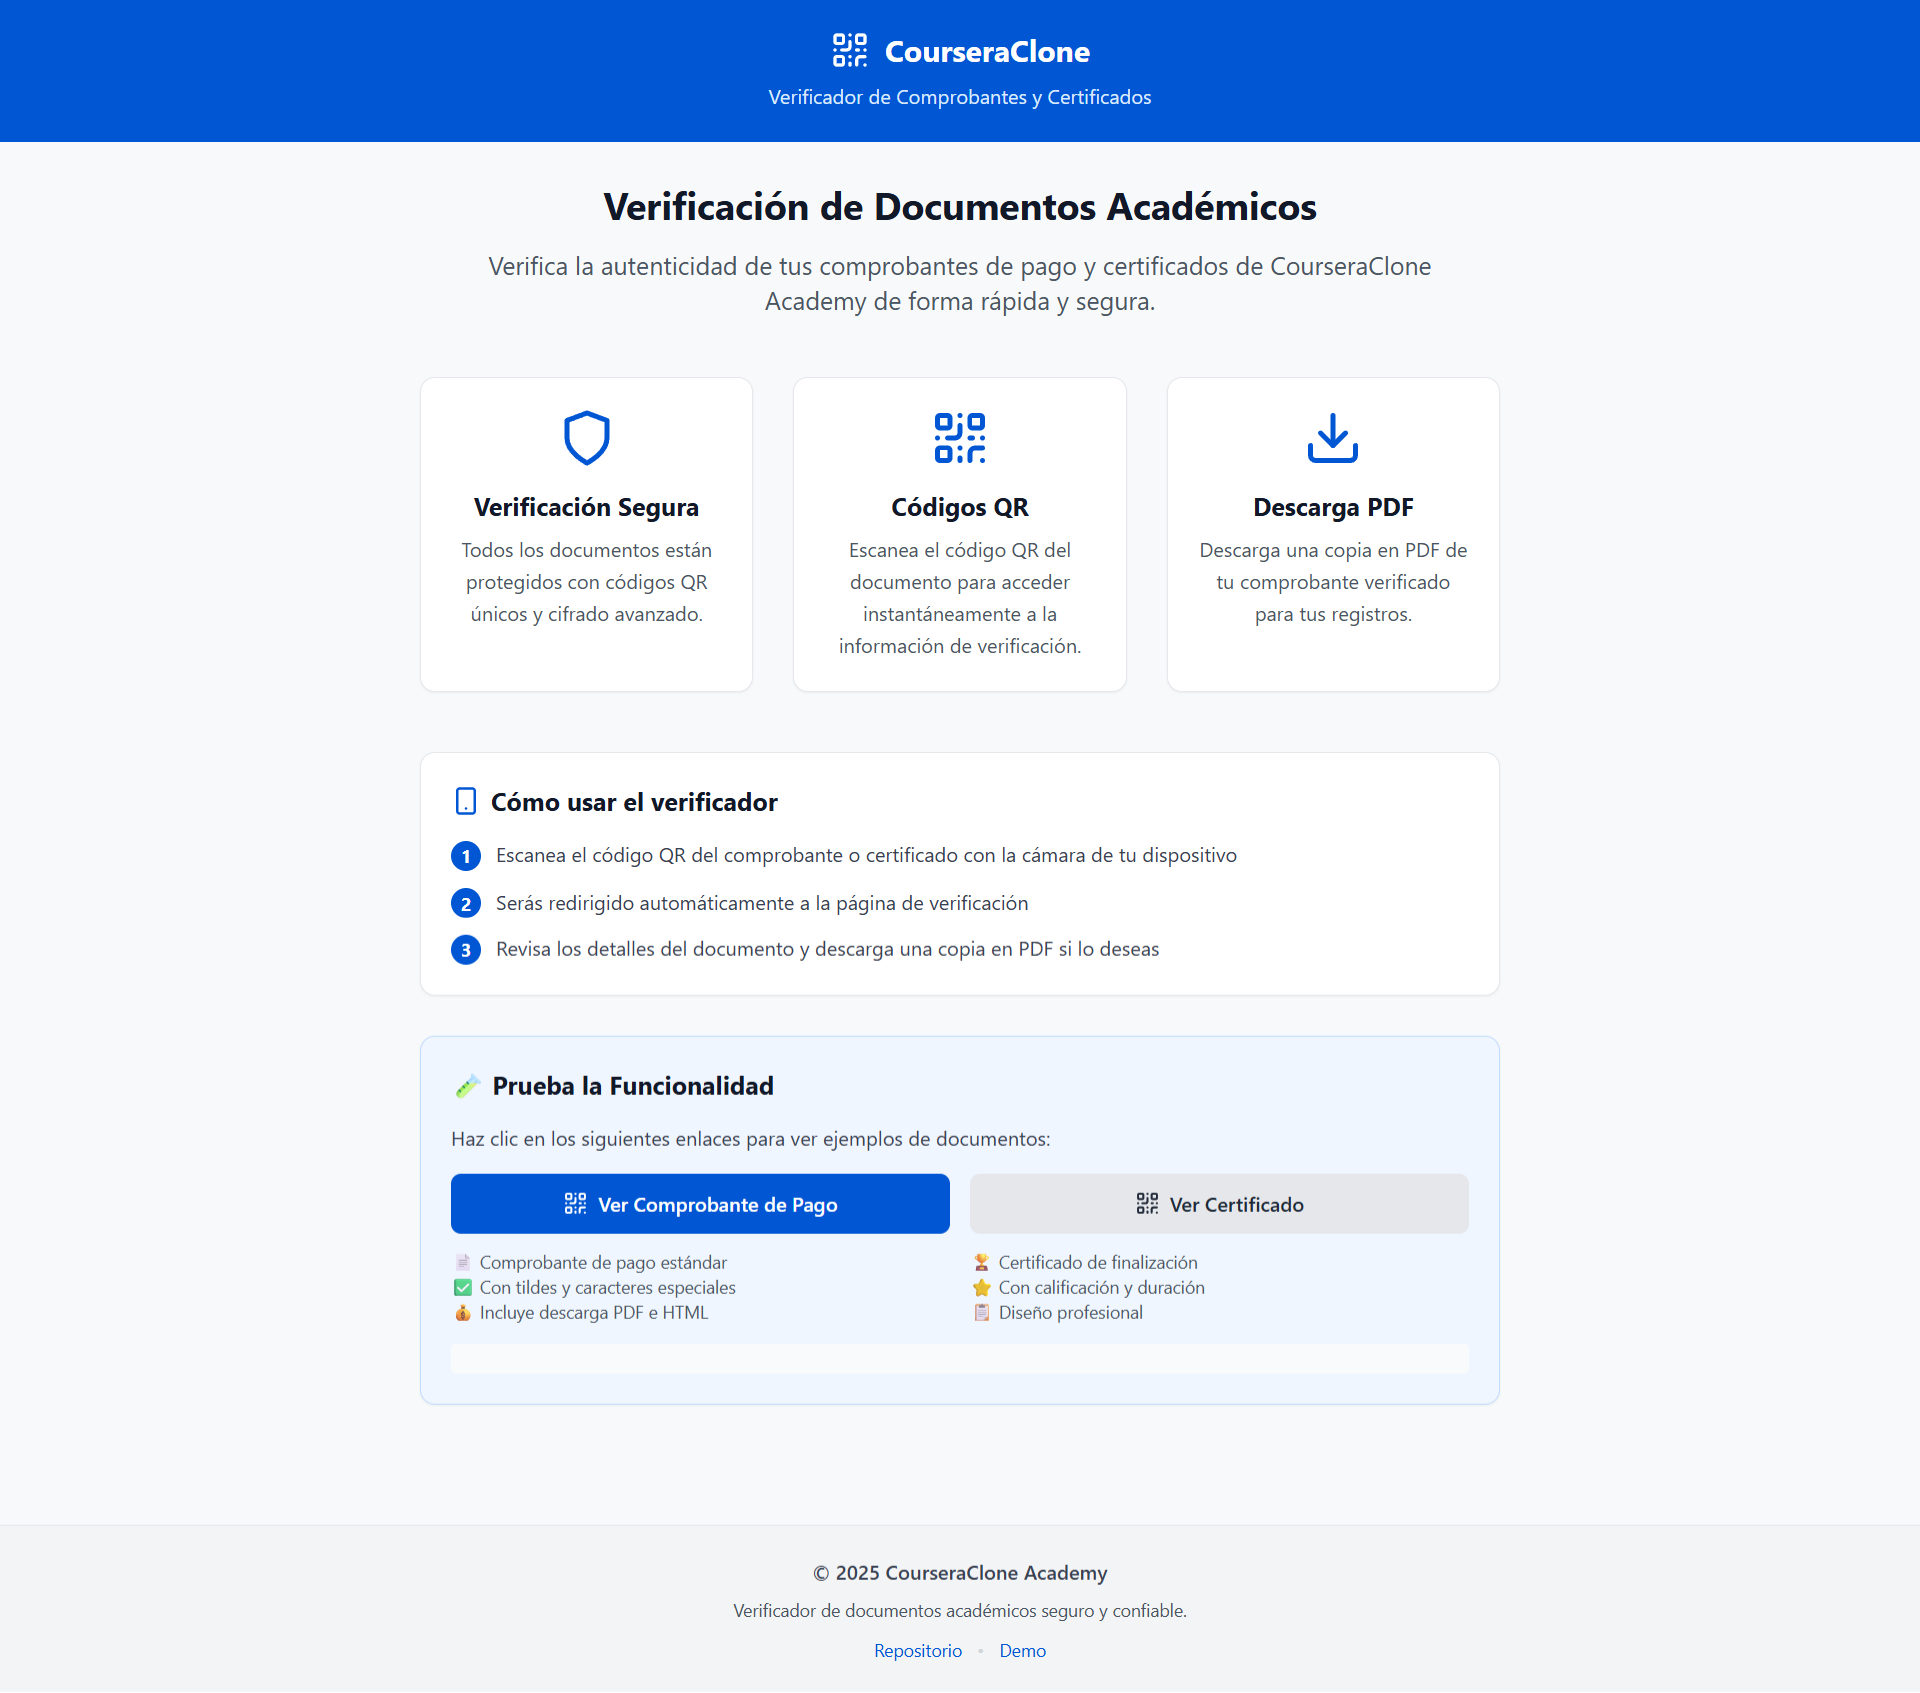 CourseraClone
Verificador de Comprobantes y Certificados
Verificación de Documentos Académicos
Verifica la autenticidad de tus comprobantes de pago y certificados de CourseraClone
Academy de forma rápida y segura.
Verificación Segura
Todos los documentos están
protegidos con códigos QR
únicos y cifrado avanzado.
Códigos QR
Escanea el código QR del
documento para acceder
instantáneamente a la
información de verificación.
Descarga PDF
Descarga una copia en PDF de
tu comprobante verificado
para tus registros.
Cómo usar el verificador
1 Escanea el código QR del comprobante o certificado con la cámara de tu dispositivo
2 Serás redirigido automáticamente a la página de verificación
3 Revisa los detalles del documento y descarga una copia en PDF si lo deseas
Prueba la Funcionalidad
Haz clic en los siguientes enlaces para ver ejemplos de documentos:
Ver Comprobante de Pago
Comprobante de pago estándar
Con tildes y caracteres especiales
Incluye descarga PDF e HTML
Ver Certificado
Certificado de finalización
Con calificación y duración
Diseño profesional
© 2025 CourseraClone Academy
Verificador de documentos académicos seguro y confiable.
Repositorio • Demo